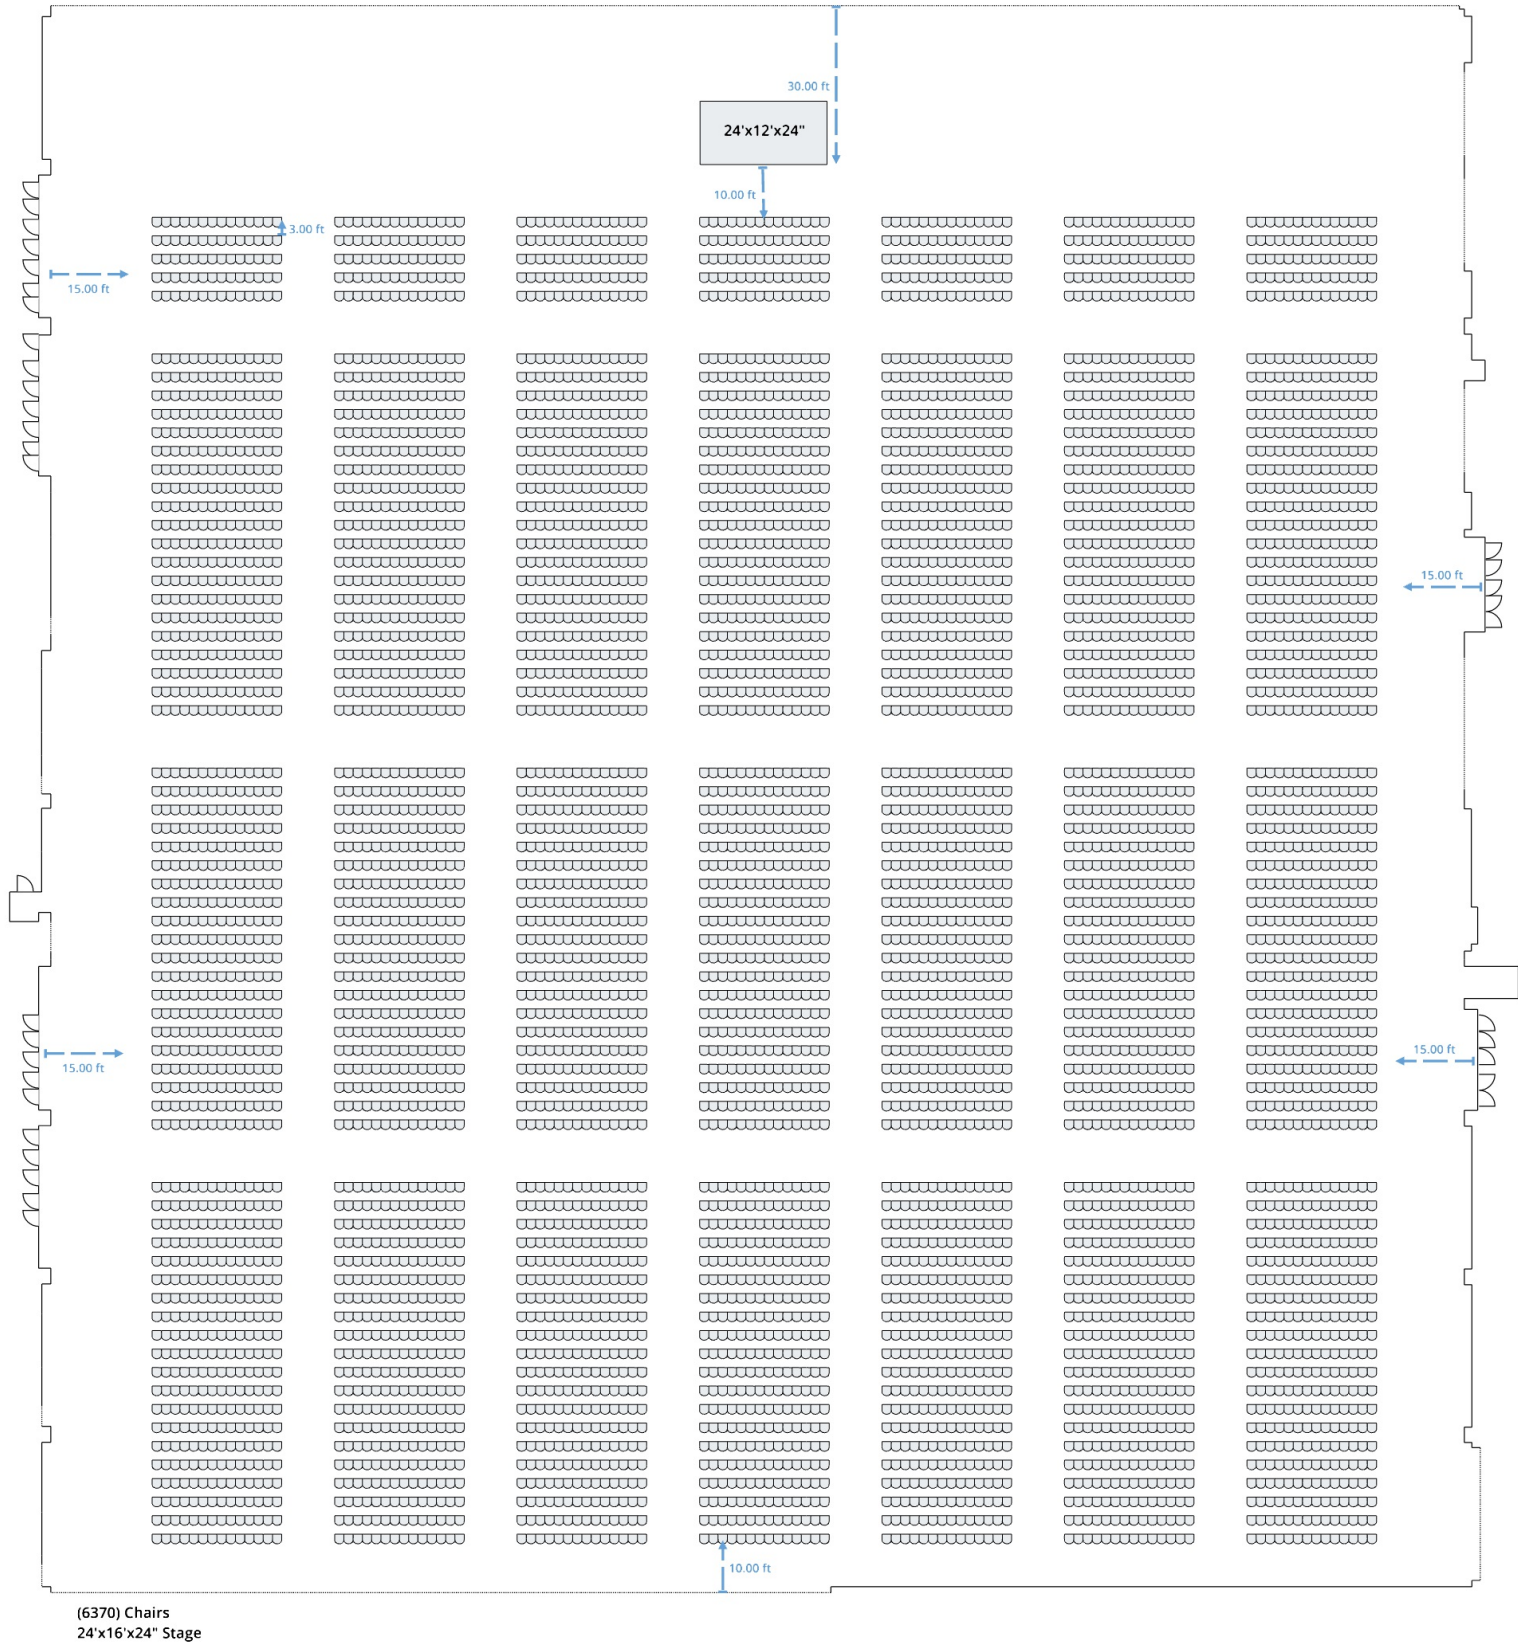 30.00 ft
24'x12'x24"
10.00 ft
3.00 ft
15.00 ft
15.00 ft
15.00 ft
15.00 ft
10.00 ft
(6370) Chairs
24'x16'x24" Stage